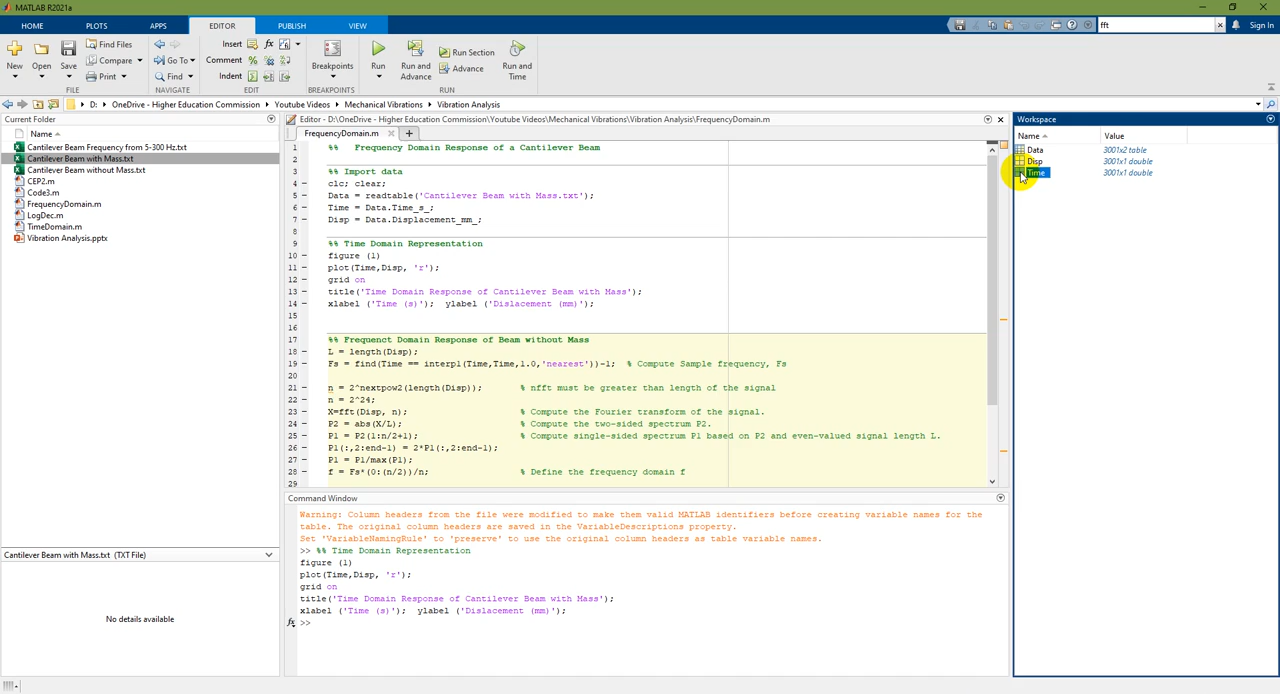 MATLAB R2021a
HOME PLOTS APPS EDITOR PUBLISH VIEW fft Sign In
New Open Save Find Files Compare Print Go To Find Insert Comment Indent Breakpoints Run Run and Advance Run Section Advance Run and Time
FILE NAVIGATE EDIT BREAKPOINTS RUN
D: OneDrive - Higher Education Commission Youtube Videos Mechanical Vibrations Vibration Analysis
Current Folder
Name
Cantilever Beam Frequency from 5-300 Hz.txt
Cantilever Beam with Mass.txt
Cantilever Beam without Mass.txt
CEP2.m
Code3.m
FrequencyDomain.m
LogDec.m
TimeDomain.m
Vibration Analysis.pptx
Cantilever Beam with Mass.txt (TXT File)
No details available
Editor - D:\OneDrive - Higher Education Commission\Youtube Videos\Mechanical Vibrations\Vibration Analysis\FrequencyDomain.m
FrequencyDomain.m
1 %% Frequency Domain Response of a Cantilever Beam
2
3 %% Import data
4 clc; clear;
5 Data = readtable('Cantilever Beam with Mass.txt');
6 Time = Data.Time_s_;
7 Disp = Data.Displacement_mm_;
8
9 %% Time Domain Representation
10 figure (1)
11 plot(Time,Disp, 'r');
12 grid on
13 title('Time Domain Response of Cantilever Beam with Mass');
14 xlabel ('Time (s)'); ylabel ('Dislacement (mm)');
15
16
17 %% Frequenct Domain Response of Beam without Mass
18 L = length(Disp);
19 Fs = find(Time == interp1(Time,Time,1.0,'nearest'))-1; % Compute Sample frequency, Fs
20
21 n = 2^nextpow2(length(Disp)); % nfft must be greater than length of the signal
22 n = 2^24;
23 X=fft(Disp, n); % Compute the Fourier transform of the signal.
24 P2 = abs(X/L); % Compute the two-sided spectrum P2.
25 P1 = P2(1:n/2+1); % Compute single-sided spectrum P1 based on P2 and even-valued signal length L.
26 P1(:,2:end-1) = 2*P1(:,2:end-1);
27 P1 = P1/max(P1);
28 f = Fs*(0:(n/2))/n; % Define the frequency domain f
29
Command Window
Warning: Column headers from the file were modified to make them valid MATLAB identifiers before creating variable names for the
table. The original column headers are saved in the VariableDescriptions property.
Set 'VariableNamingRule' to 'preserve' to use the original column headers as table variable names.
>> %% Time Domain Representation
figure (1)
plot(Time,Disp, 'r');
grid on
title('Time Domain Response of Cantilever Beam with Mass');
xlabel ('Time (s)'); ylabel ('Dislacement (mm)');
fx >>
Workspace
Name Value
Data 3001x2 table
Disp 3001x1 double
Time 3001x1 double